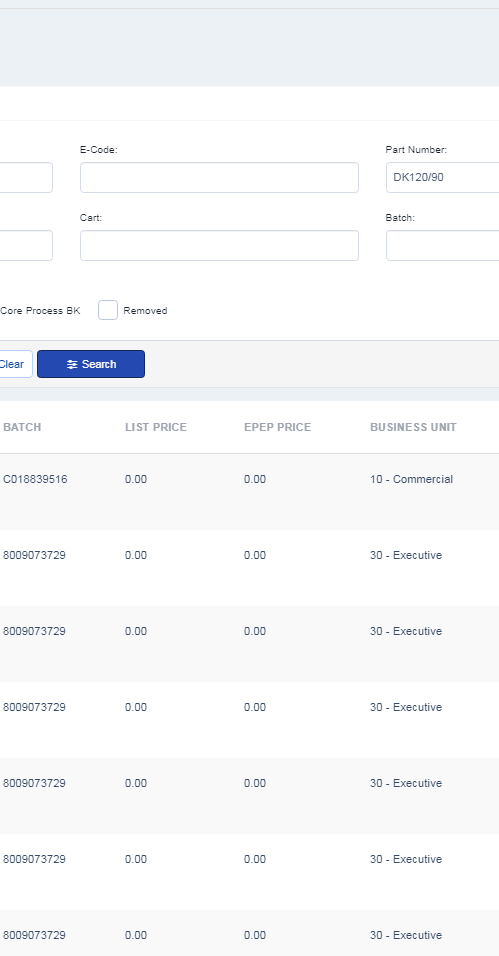 E-Code: Part Number:
DK120/90
Cart: Batch:
Core Process BK Removed
Clear Search
BATCH LIST PRICE EPEP PRICE BUSINESS UNIT
C018839516 0.00 0.00 10 - Commercial
8009073729 0.00 0.00 30 - Executive
8009073729 0.00 0.00 30 - Executive
8009073729 0.00 0.00 30 - Executive
8009073729 0.00 0.00 30 - Executive
8009073729 0.00 0.00 30 - Executive
8009073729 0.00 0.00 30 - Executive